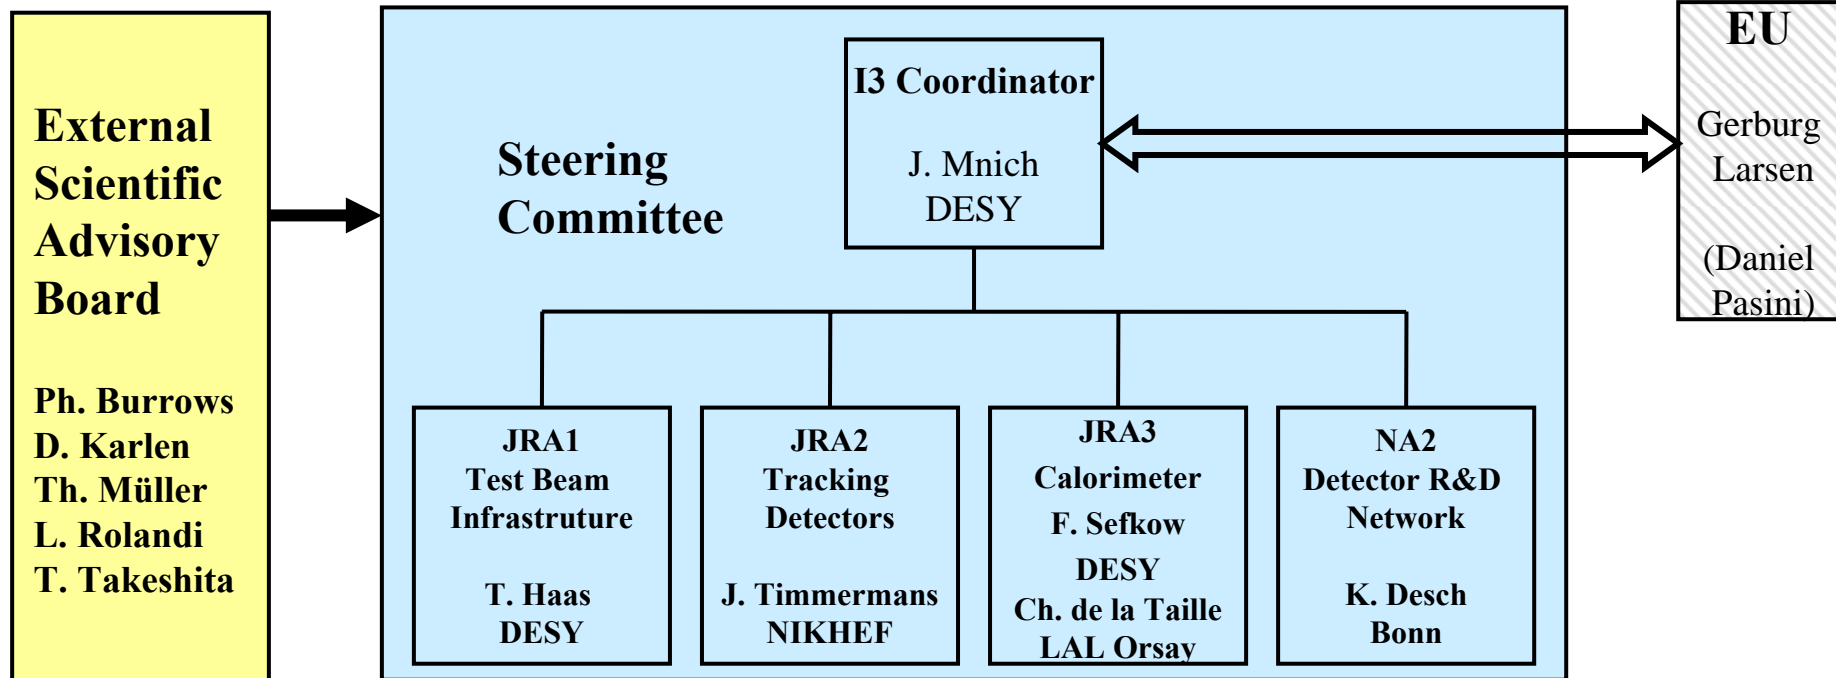 External
Scientific
Advisory
Board
Ph. Burrows
D. Karlen
Th. Müller
L. Rolandi
T. Takeshita
Steering
Committee
I3 Coordinator
J. Mnich
DESY
EU
Gerburg
Larsen
(Daniel
Pasini)
JRA1
Test Beam
Infrastruture
T. Haas
DESY
JRA2
Tracking
Detectors
J. Timmermans
NIKHEF
JRA3
Calorimeter
F. Sefkow
DESY
Ch. de la Taille
LAL Orsay
NA2
Detector R&D
Network
K. Desch
Bonn